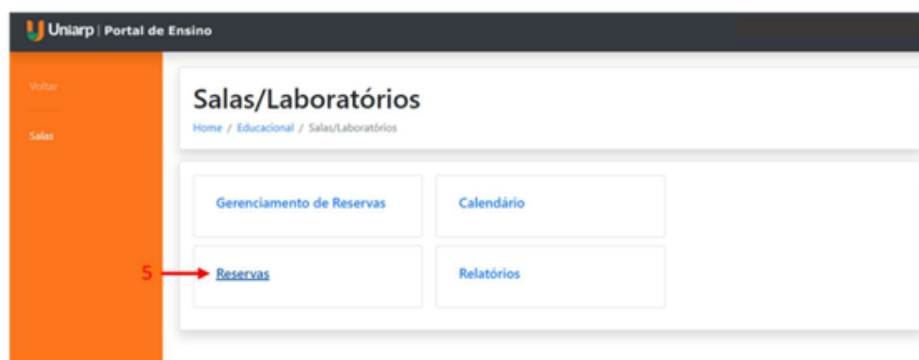 Uniarp | Portal de Ensino
Voltar
Salas
Salas/Laboratórios
Home / Educacional / Salas/Laboratórios
Gerenciamento de Reservas
Calendário
5
Reservas
Relatórios